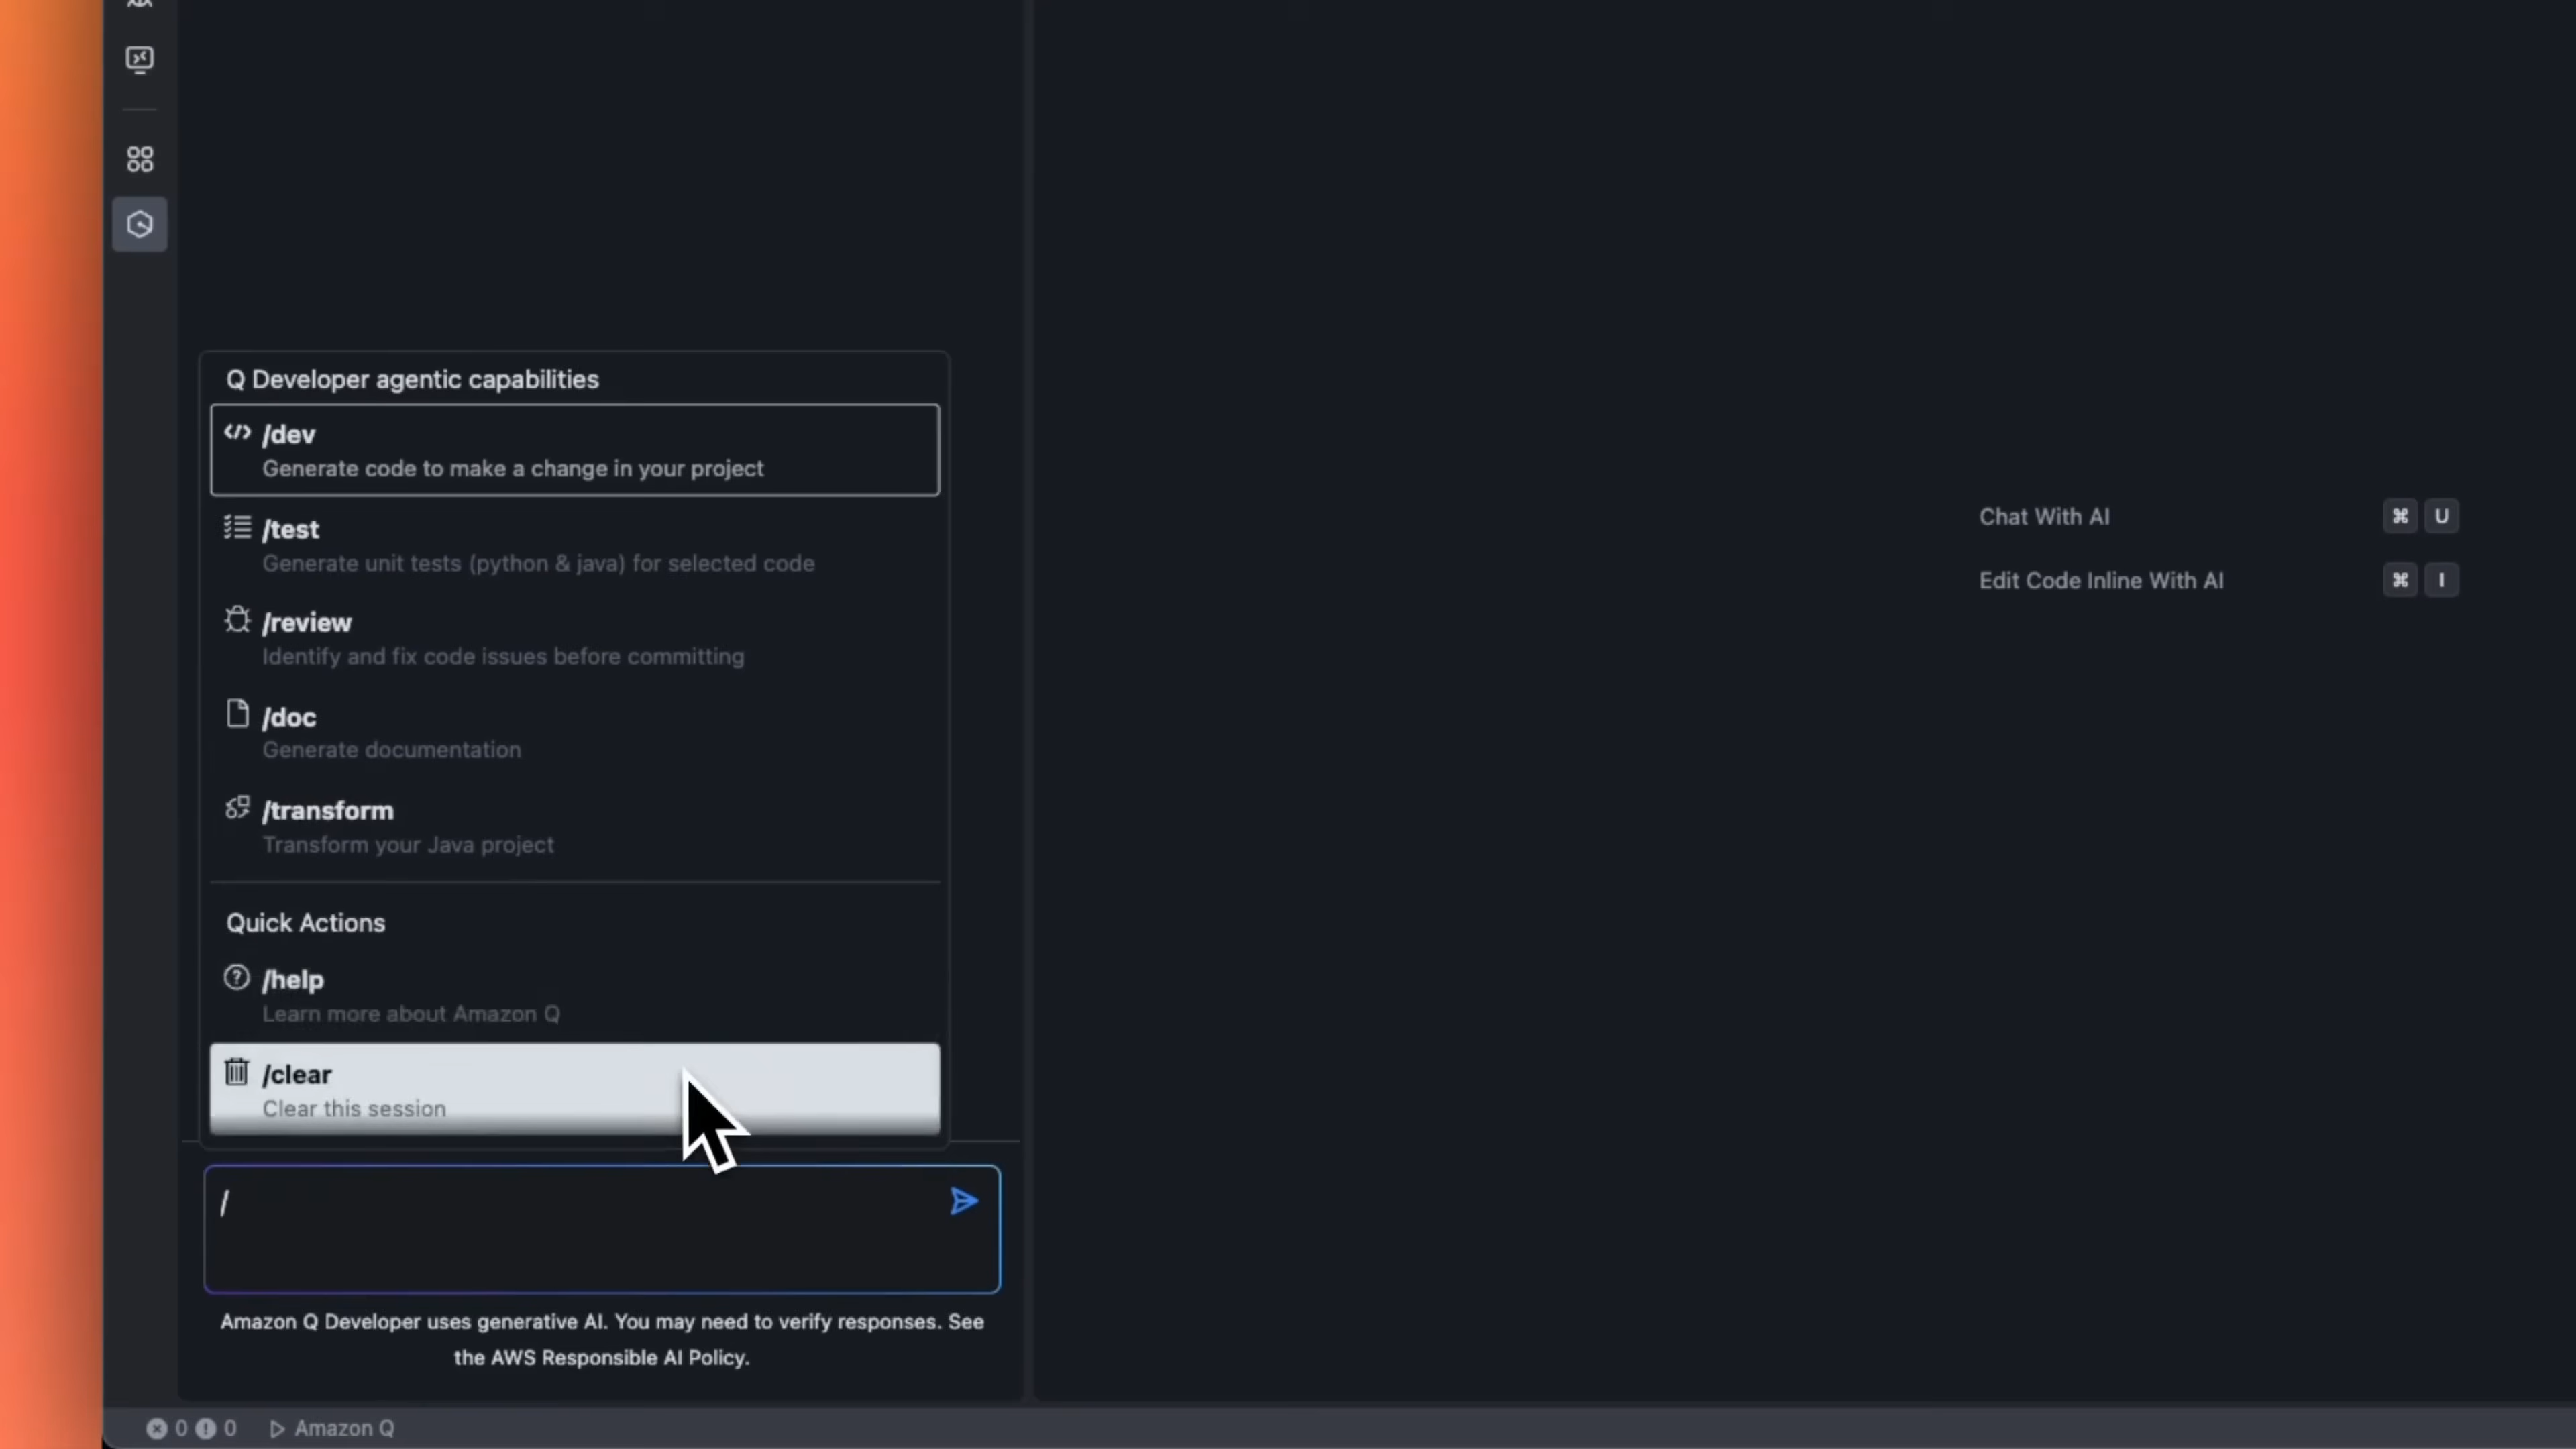 Q Developer agentic capabilities
/dev
Generate code to make a change in your project
/test
Generate unit tests (python & java) for selected code
/review
Identify and fix code issues before committing
/doc
Generate documentation
/transform
Transform your Java project
Quick Actions
/help
Learn more about Amazon Q
/clear
Clear this session
/
Amazon Q Developer uses generative AI. You may need to verify responses. See
the AWS Responsible AI Policy.
Chat With AI ⌘ U
Edit Code Inline With AI ⌘ I
0 0 Amazon Q